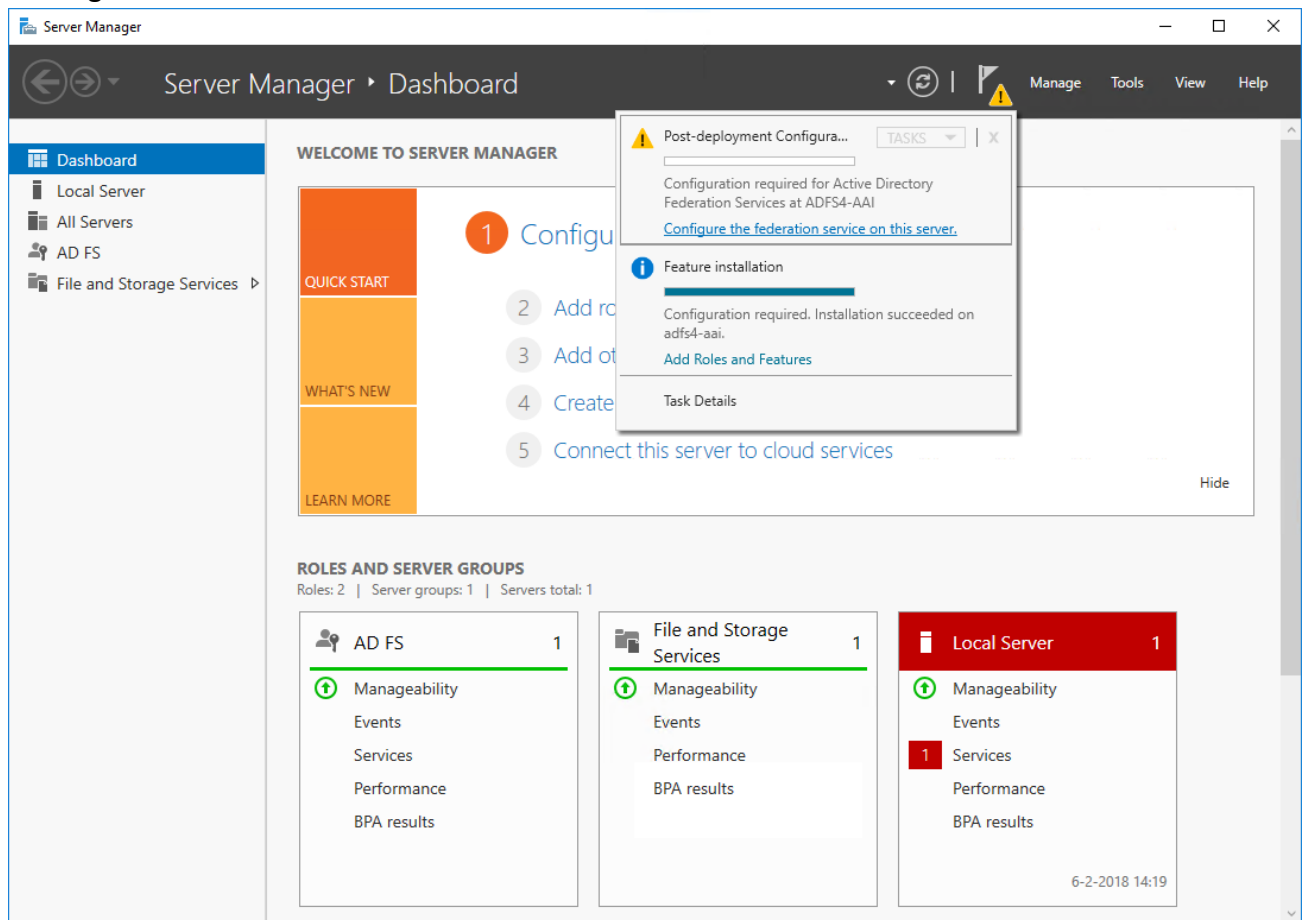 Server Manager
Server Manager • Dashboard
Manage Tools View Help
Dashboard
Local Server
All Servers
AD FS
File and Storage Services
Post-deployment Configura...
TASKS
X
Configuration required for Active Directory
Federation Services at ADFS4-AAI
Configure the federation service on this server.
Feature installation
Configuration required. Installation succeeded on
adfs4-aai.
Add Roles and Features
Task Details
WELCOME TO SERVER MANAGER
QUICK START
WHAT'S NEW
LEARN MORE
1 Configu
2 Add ro
3 Add ot
4 Create
5 Connect this server to cloud services
Hide
ROLES AND SERVER GROUPS
Roles: 2 | Server groups: 1 | Servers total: 1
AD FS 1
Manageability
Events
Services
Performance
BPA results
File and Storage
Services 1
Manageability
Events
Performance
BPA results
Local Server 1
Manageability
Events
1 Services
Performance
BPA results
6-2-2018 14:19